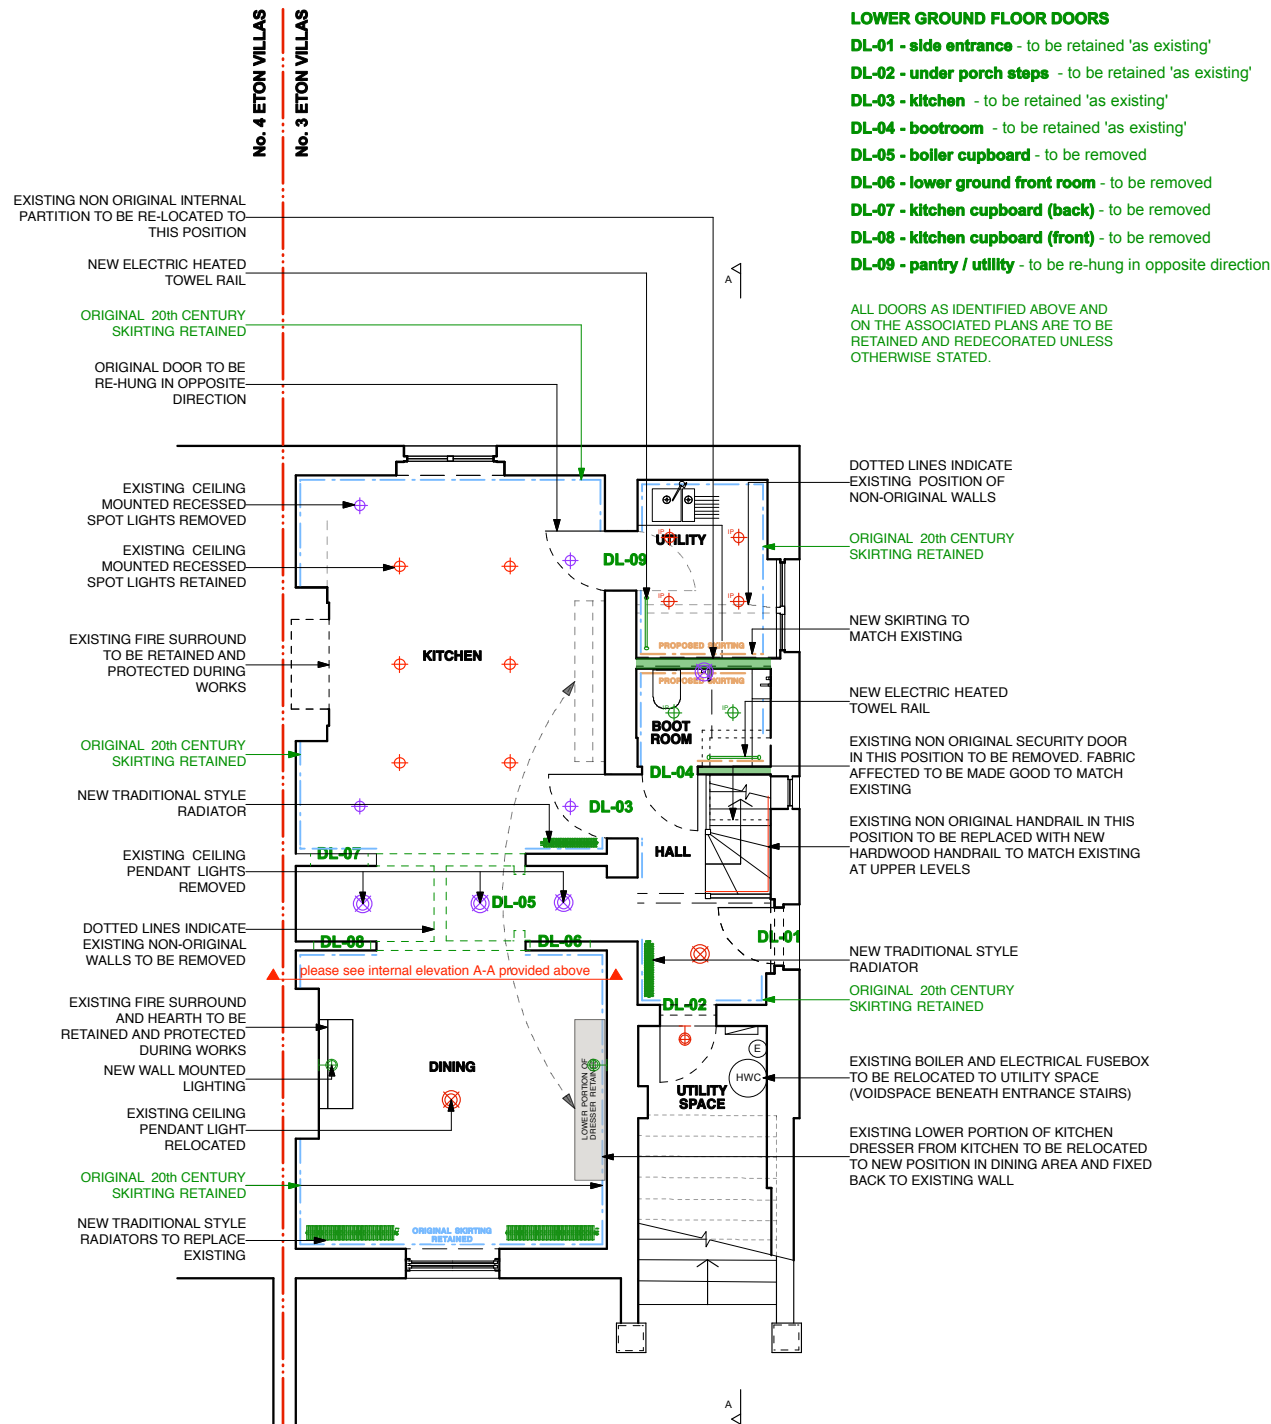 No. 4 ETON VILLAS
No. 3 ETON VILLAS
LOWER GROUND FLOOR DOORS
DL-01 - side entrance - to be retained 'as existing'
DL-02 - under porch steps - to be retained 'as existing'
DL-03 - kitchen - to be retained 'as existing'
DL-04 - bootroom - to be retained 'as existing'
DL-05 - boiler cupboard - to be removed
DL-06 - lower ground front room - to be removed
DL-07 - kitchen cupboard (back) - to be removed
DL-08 - kitchen cupboard (front) - to be removed
DL-09 - pantry / utility - to be re-hung in opposite direction
ALL DOORS AS IDENTIFIED ABOVE AND
ON THE ASSOCIATED PLANS ARE TO BE
RETAINED AND REDECORATED UNLESS
OTHERWISE STATED.
EXISTING NON ORIGINAL INTERNAL
PARTITION TO BE RE-LOCATED TO
THIS POSITION
NEW ELECTRIC HEATED
TOWEL RAIL
ORIGINAL 20th CENTURY
SKIRTING RETAINED
ORIGINAL DOOR TO BE
RE-HUNG IN OPPOSITE
DIRECTION
EXISTING CEILING
MOUNTED RECESSED
SPOT LIGHTS REMOVED
EXISTING CEILING
MOUNTED RECESSED
SPOT LIGHTS RETAINED
EXISTING FIRE SURROUND
TO BE RETAINED AND
PROTECTED DURING
WORKS
ORIGINAL 20th CENTURY
SKIRTING RETAINED
NEW TRADITIONAL STYLE
RADIATOR
EXISTING CEILING
PENDANT LIGHTS
REMOVED
DOTTED LINES INDICATE
EXISTING NON-ORIGINAL
WALLS TO BE REMOVED
EXISTING FIRE SURROUND
AND HEARTH TO BE
RETAINED AND PROTECTED
DURING WORKS
NEW WALL MOUNTED
LIGHTING
EXISTING CEILING
PENDANT LIGHT
RELOCATED
ORIGINAL 20th CENTURY
SKIRTING RETAINED
NEW TRADITIONAL STYLE
RADIATORS TO REPLACE
EXISTING
A
IP
IP
UTILITY
DL-09
IP
IP
KITCHEN
PROPOSED SKIRTING
PROPOSED SKIRTING
IP
IP
BOOT
ROOM
DL-04
DL-03
HALL
DL-07
DL-05
DL-08
DL-06
DL-01
please see internal elevation A-A provided above
DL-02
DINING
LOWER PORTION OF
DRESSER RETAINED
E
HWC
UTILITY
SPACE
ORIGINAL SKIRTING
RETAINED
A
DOTTED LINES INDICATE
EXISTING POSITION OF
NON-ORIGINAL WALLS
ORIGINAL 20th CENTURY
SKIRTING RETAINED
NEW SKIRTING TO
MATCH EXISTING
NEW ELECTRIC HEATED
TOWEL RAIL
EXISTING NON ORIGINAL SECURITY DOOR
IN THIS POSITION TO BE REMOVED. FABRIC
AFFECTED TO BE MADE GOOD TO MATCH
EXISTING
EXISTING NON ORIGINAL HANDRAIL IN THIS
POSITION TO BE REPLACED WITH NEW
HARDWOOD HANDRAIL TO MATCH EXISTING
AT UPPER LEVELS
NEW TRADITIONAL STYLE
RADIATOR
ORIGINAL 20th CENTURY
SKIRTING RETAINED
EXISTING BOILER AND ELECTRICAL FUSEBOX
TO BE RELOCATED TO UTILITY SPACE
(VOIDSPACE BENEATH ENTRANCE STAIRS)
EXISTING LOWER PORTION OF KITCHEN
DRESSER FROM KITCHEN TO BE RELOCATED
TO NEW POSITION IN DINING AREA AND FIXED
BACK TO EXISTING WALL